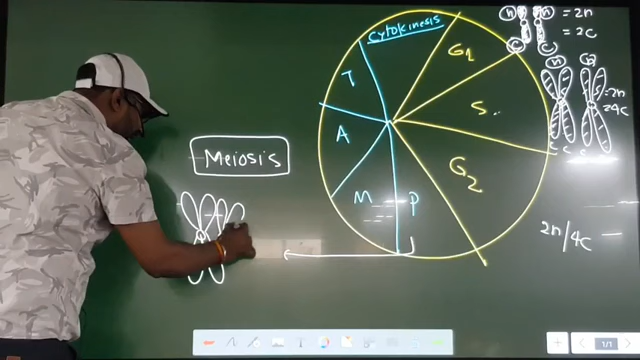 Cytokinesis
G1
S
G2
P
M
A
T
Meiosis
n n = 2n
C C = 2C
n n = 2n
4C
2n/4C
1/1